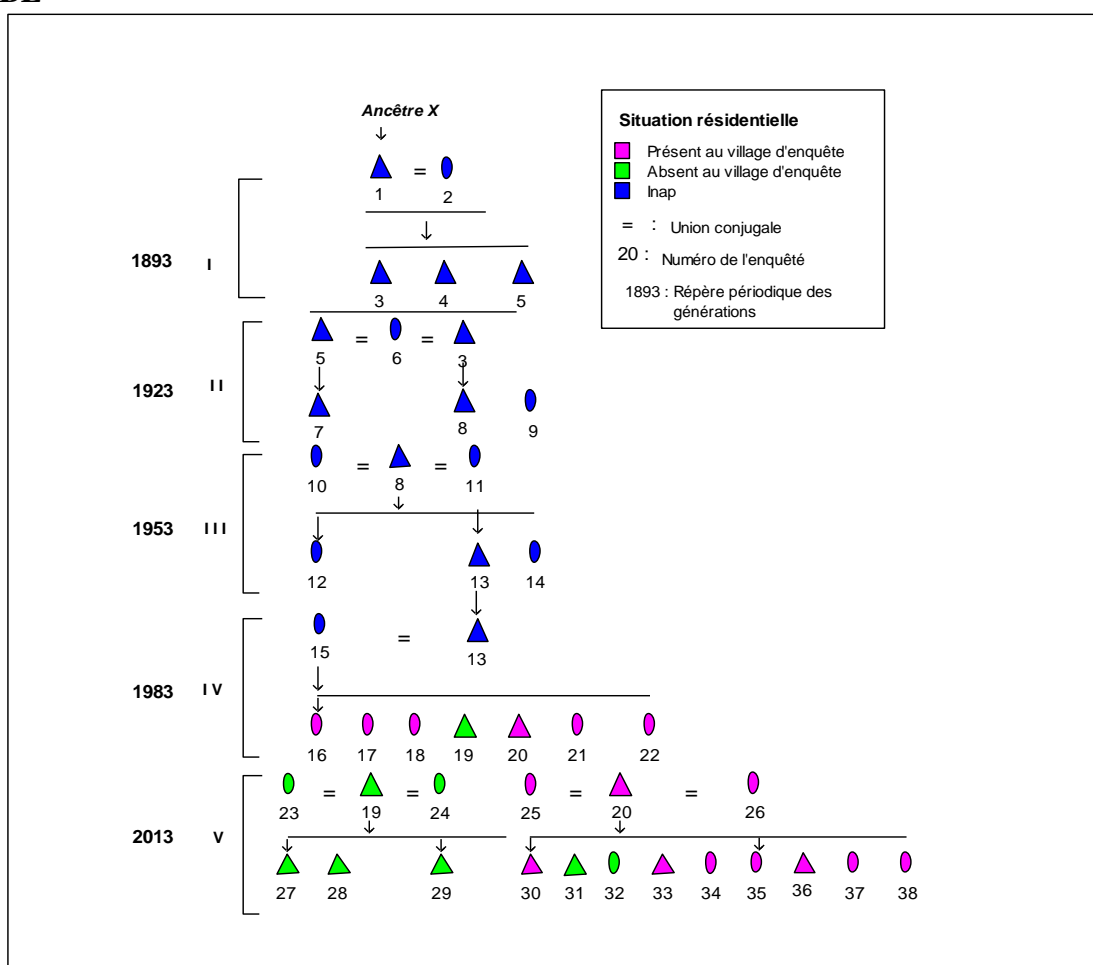 Ancêtre X
= 
1 2
1893 I
3 4 5
= =
5 6 3
1923 II
7 8 9
= =
10 8 11
1953 III
12 13 14
=
15 13
1983 IV
16 17 18 19 20 21 22
= = = =
23 19 24 25 20 26
2013 V
27 28 29 30 31 32 33 34 35 36 37 38
Situation résidentielle
Présent au village d'enquête
Absent au village d'enquête
Inap
= : Union conjugale
20 : Numéro de l'enquêté
1893 : Répère périodique des
générations